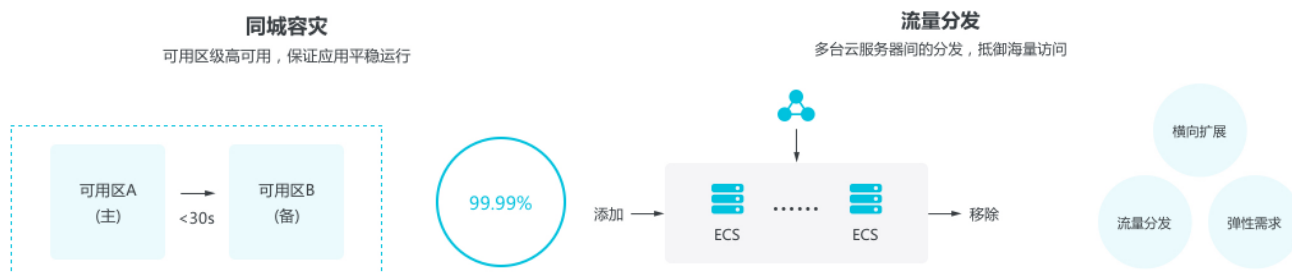 同城容灾
可用区级高可用，保证应用平稳运行
可用区A
(主)
<30s
可用区B
(备)
99.99%
流量分发
多台云服务器间的分发，抵御海量访问
添加
ECS
......
ECS
移除
横向扩展
流量分发
弹性需求